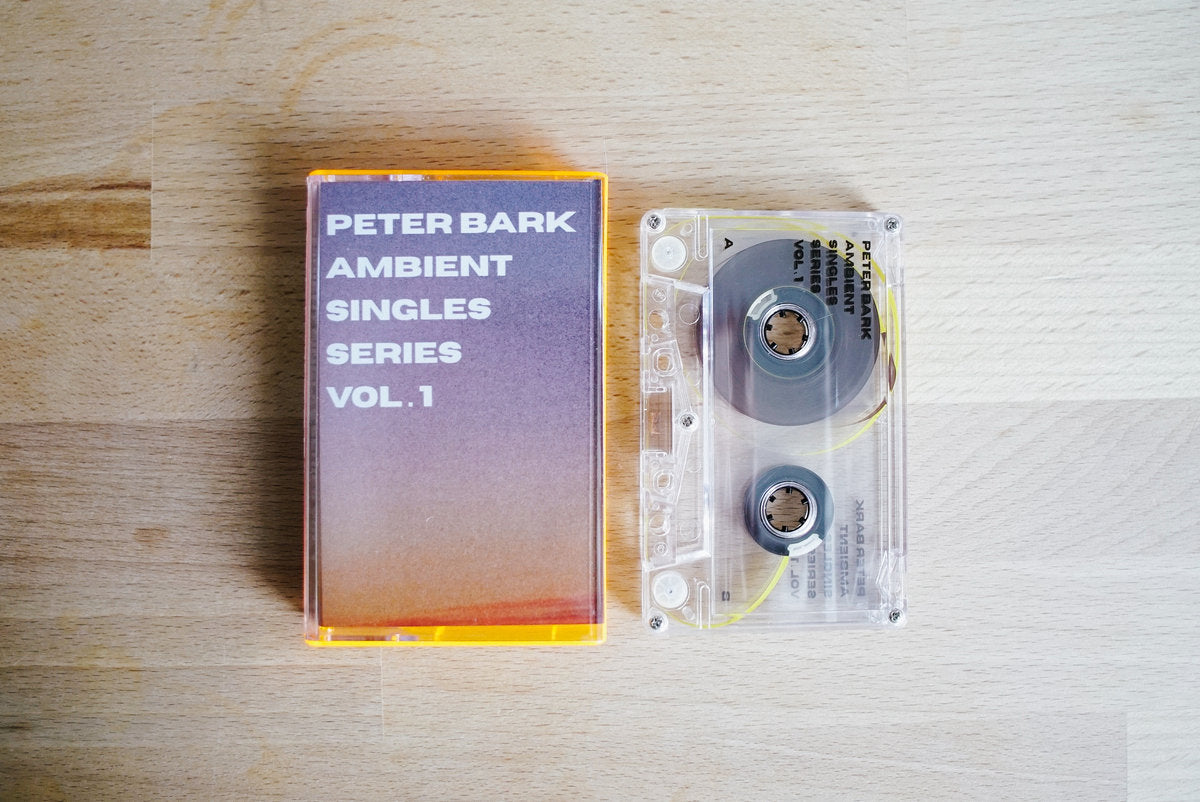 PETER BARK
AMBIENT
SINGLES
SERIES
VOL.1
A
PETER BARK
AMBIENT
SINGLES
SERIES
VOL.1
PETER BARK
AMBIENT
SINGLES
SERIES
VOL.1